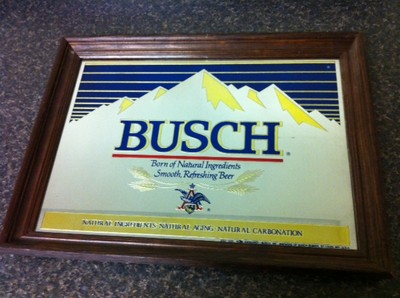 BUSCH®
Born of Natural Ingredients
Smooth, Refreshing Beer
NATURAL INGREDIENTS · NATURAL AGING · NATURAL CARBONATION